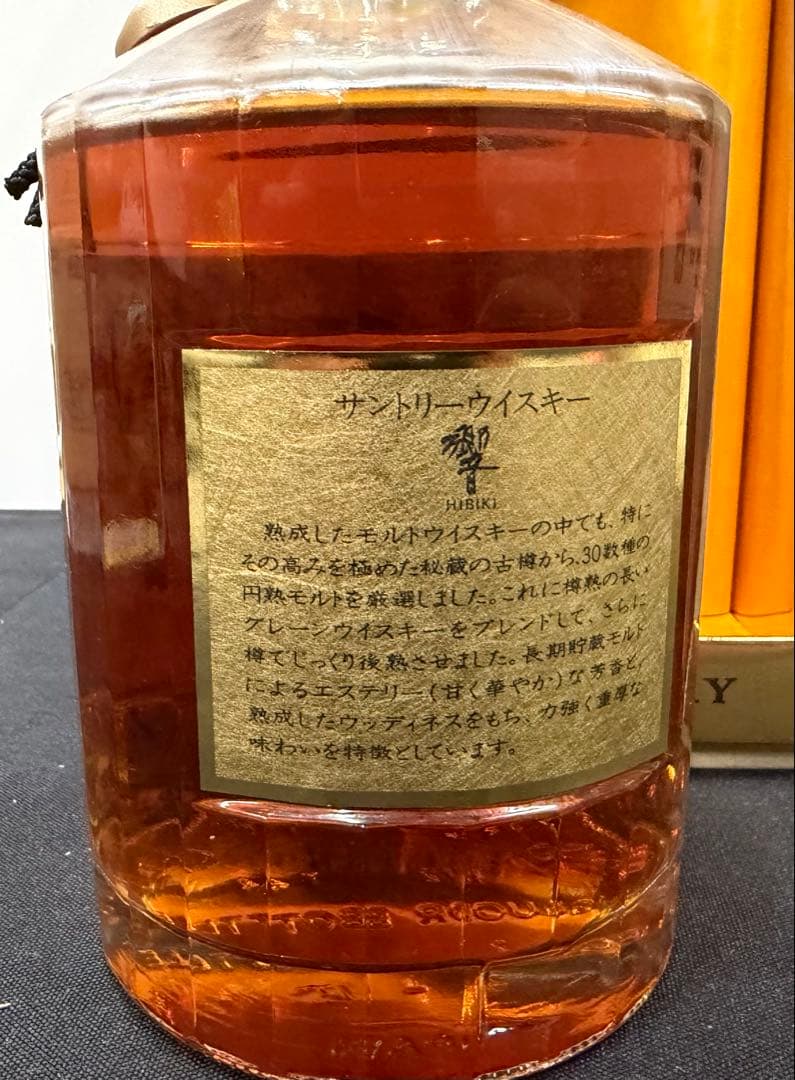 サントリーウイスキー
響
HIBIKI
熟成したモルトウイスキーの中でも、特に
その高みを極めた秘蔵の古樽から、30数種の
円熟モルトを厳選しました。これに樽熟の長い
グレーンウイスキーをブレンドして、さらに
樽でじっくり後熟させました。長期貯蔵モルト
によるエステリー(甘く華やか)な芳香と、
熟成したウッディネスをもち、力強く重厚な
味わいを特徴としています。
RY